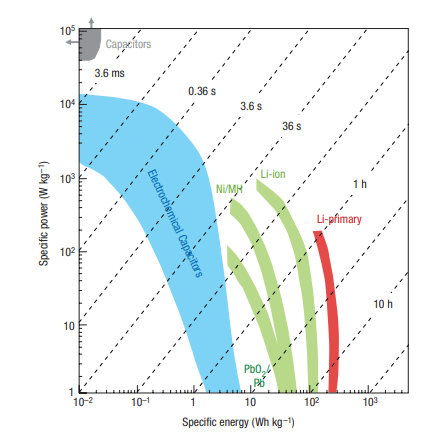 10⁵
Capacitors
3.6 ms
0.36 s
10⁴
3.6 s
36 s
Electrochemical Capacitors
Li-ion
10³
Ni/MH
1 h
Li-primary
Specific power (W kg⁻¹)
10²
10 h
10
PbO₂/
Pb
1
10⁻²
10⁻¹
1
10
10²
10³
Specific energy (Wh kg⁻¹)